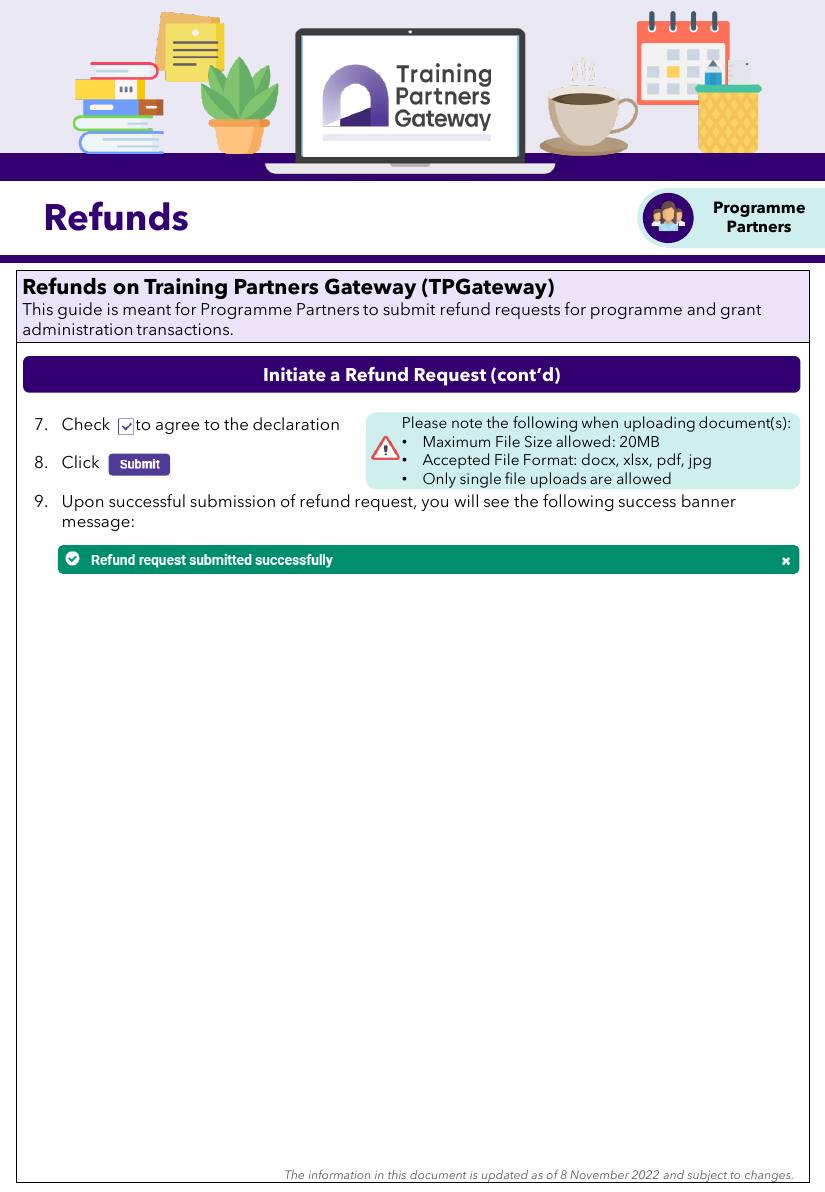 Training
Partners
Gateway
Refunds
Programme
Partners
Refunds on Training Partners Gateway (TPGateway)
This guide is meant for Programme Partners to submit refund requests for programme and grant
administration transactions.
Initiate a Refund Request (cont’d)
7. Check to agree to the declaration
8. Click Submit
Please note the following when uploading document(s):
• Maximum File Size allowed: 20MB
• Accepted File Format: docx, xlsx, pdf, jpg
• Only single file uploads are allowed
9. Upon successful submission of refund request, you will see the following success banner
message:
Refund request submitted successfully
The information in this document is updated as of 8 November 2022 and subject to changes.